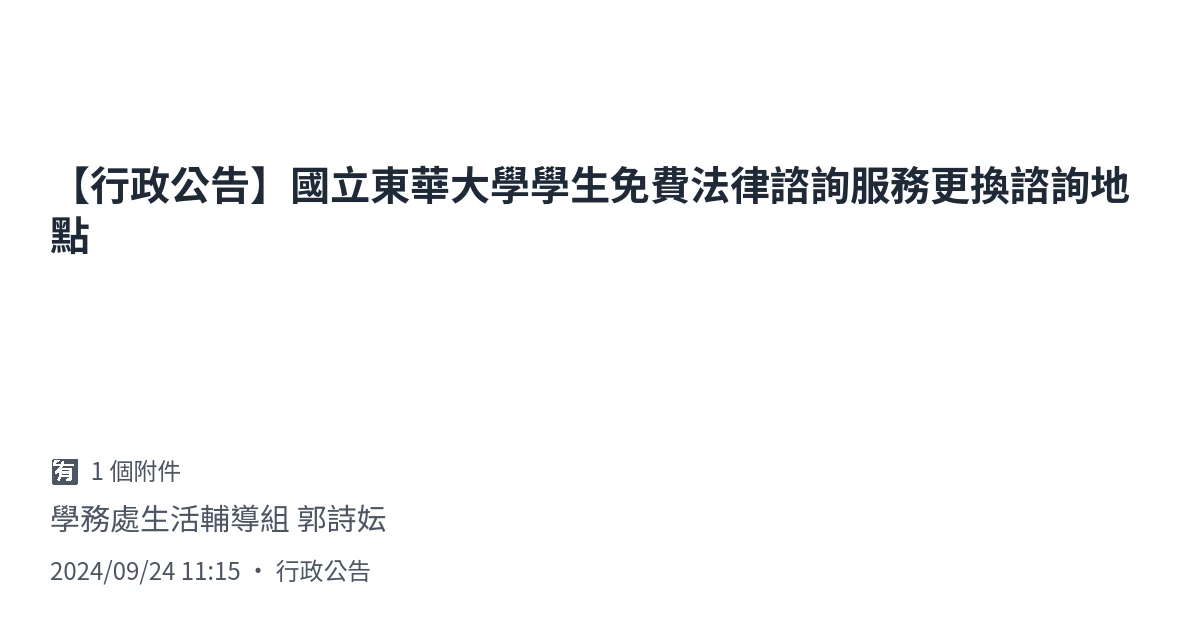 【行政公告】國立東華大學學生免費法律諮詢服務更換諮詢地
點
🈶 1 個附件
學務處生活輔導組 郭詩妘
2024/09/24 11:15 • 行政公告